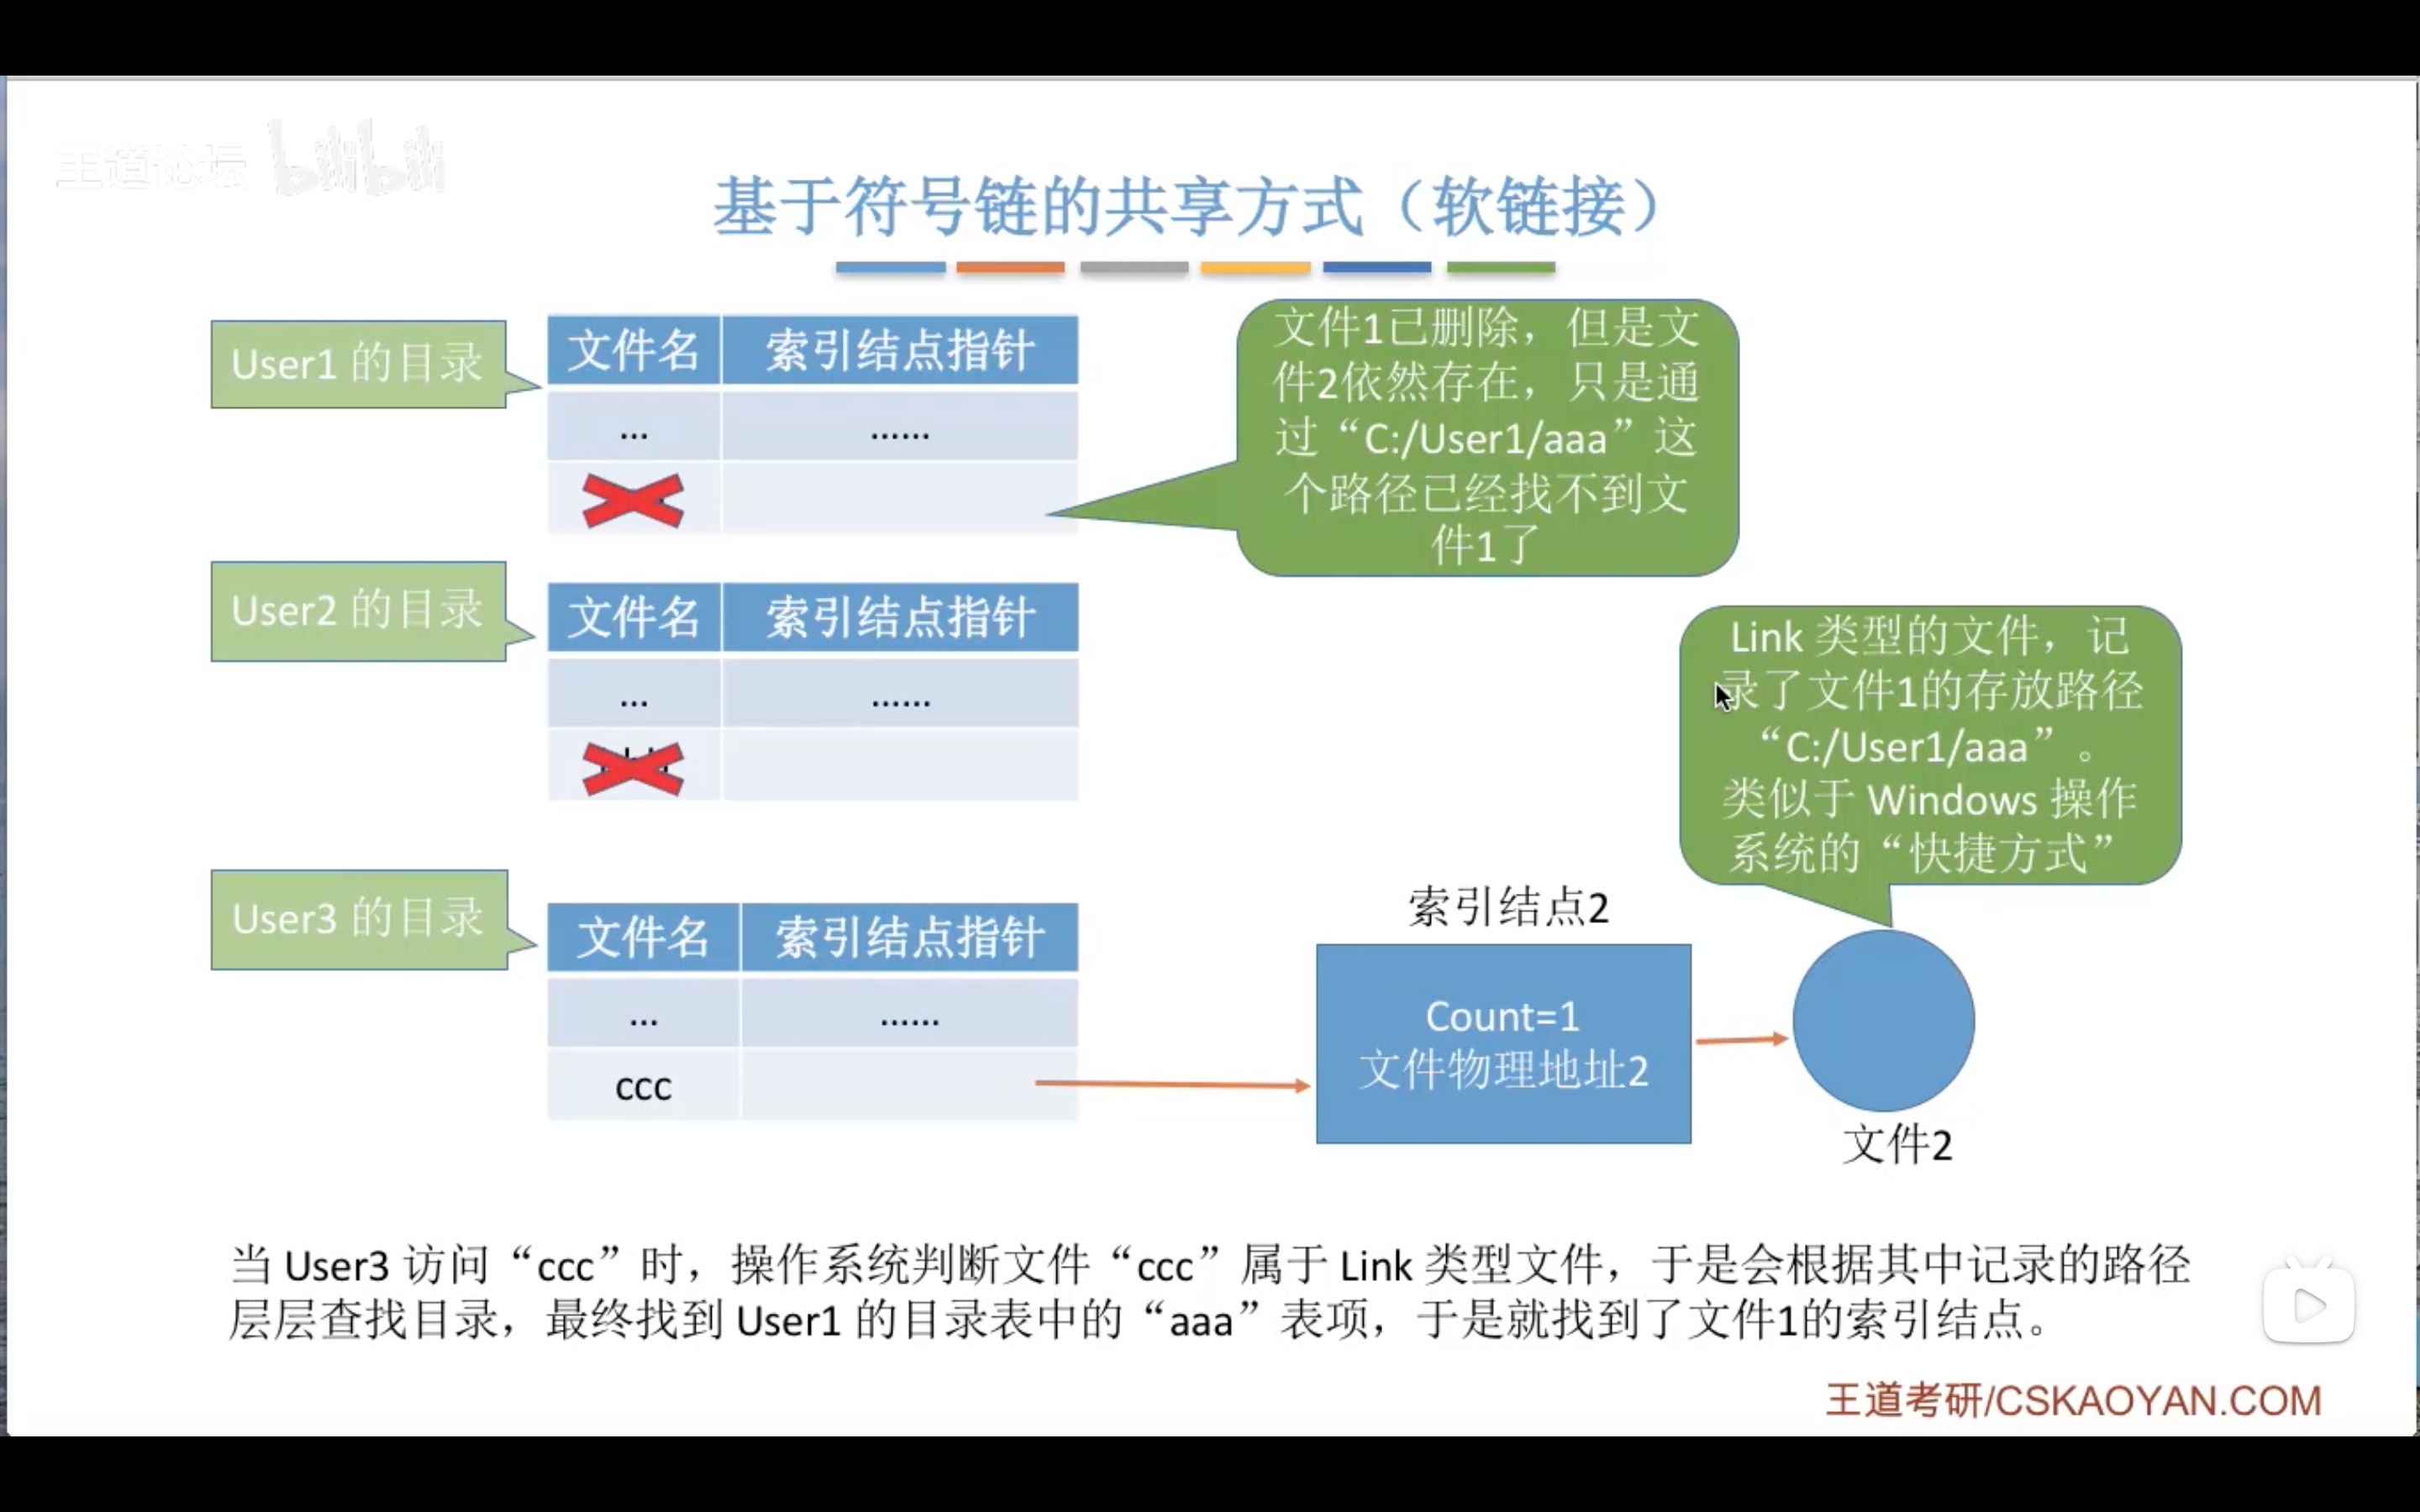 王道论坛 bilibili
基于符号链的共享方式（软链接）
User1 的目录
文件名 索引结点指针
... ......
文件1已删除，但是文
件2依然存在，只是通
过“C:/User1/aaa”这
个路径已经找不到文
件1了
User2 的目录
文件名 索引结点指针
... ......
Link 类型的文件，记
录了文件1的存放路径
“C:/User1/aaa”。
类似于 Windows 操作
系统的“快捷方式”
User3 的目录
文件名 索引结点指针
... ......
ccc
索引结点2
Count=1
文件物理地址2
文件2
当 User3 访问“ccc”时，操作系统判断文件“ccc”属于 Link 类型文件，于是会根据其中记录的路径
层层查找目录，最终找到 User1 的目录表中的“aaa”表项，于是就找到了文件1的索引结点。
王道考研/CSKAOYAN.COM